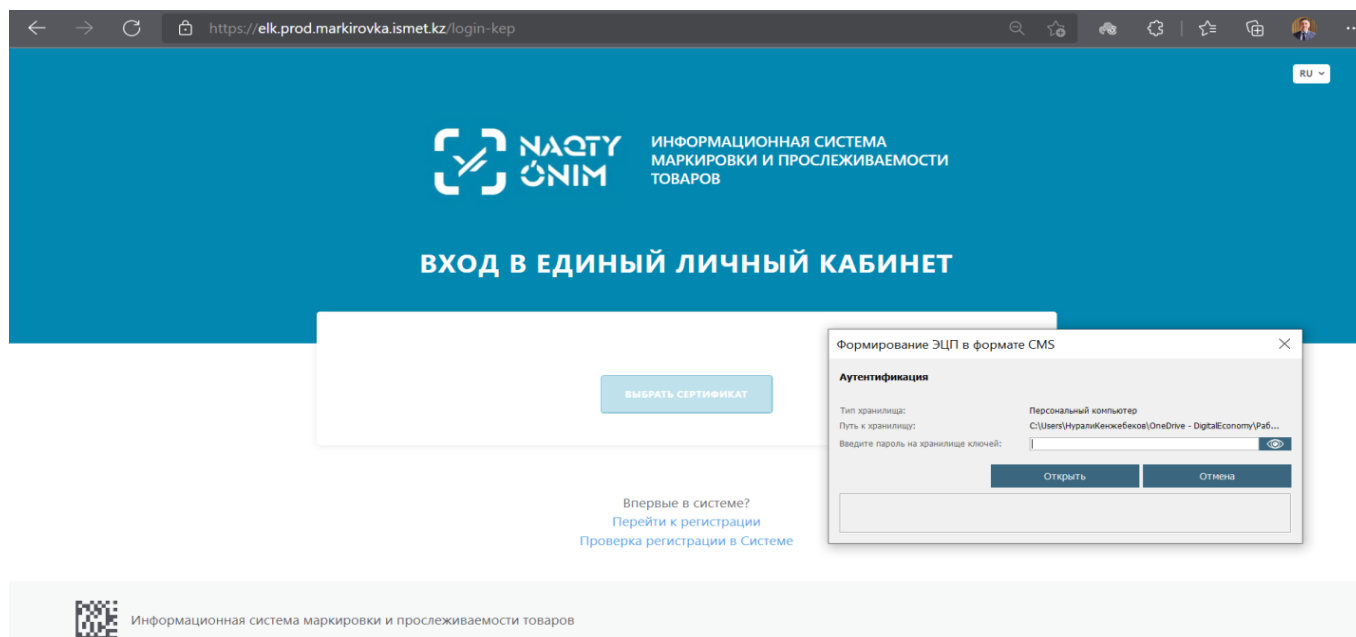 https://elk.prod.markirovka.ismet.kz/login-kep
RU
NAQTY
ÓNIM
ИНФОРМАЦИОННАЯ СИСТЕМА
МАРКИРОВКИ И ПРОСЛЕЖИВАЕМОСТИ
ТОВАРОВ
ВХОД В ЕДИНЫЙ ЛИЧНЫЙ КАБИНЕТ
ВЫБРАТЬ СЕРТИФИКАТ
Формирование ЭЦП в формате CMS
Аутентификация
Тип хранилища: Персональный компьютер
Путь к хранилищу: C:\Users\НуралиКенжебеков\OneDrive - DigitalEconomy\Раб...
Введите пароль на хранилище ключей:
Открыть Отмена
Впервые в системе?
Перейти к регистрации
Проверка регистрации в Системе
Информационная система маркировки и прослеживаемости товаров